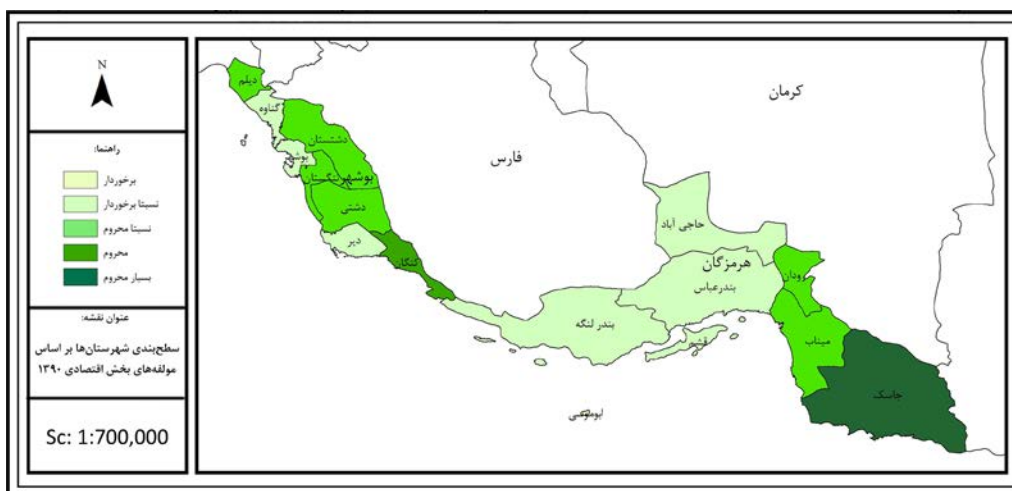 N
راهنما:
برخوردار
نسبتا برخوردار
نسبتا محروم
محروم
بسیار محروم
عنوان نقشه:
سطح‌بندی شهرستان‌ها بر اساس
مولفه‌های بخش اقتصادی ۱۳۹۰
Sc: 1:700,000
دیلم
گناوه
دشتستان
بوشهر
بوشهر
تنگستان
دشتی
دیر
کنگان
فارس
کرمان
حاجی آباد
هرمزگان
بندرعباس
رودان
بندر لنگه
قشم
میناب
جاسک
ابوموسی